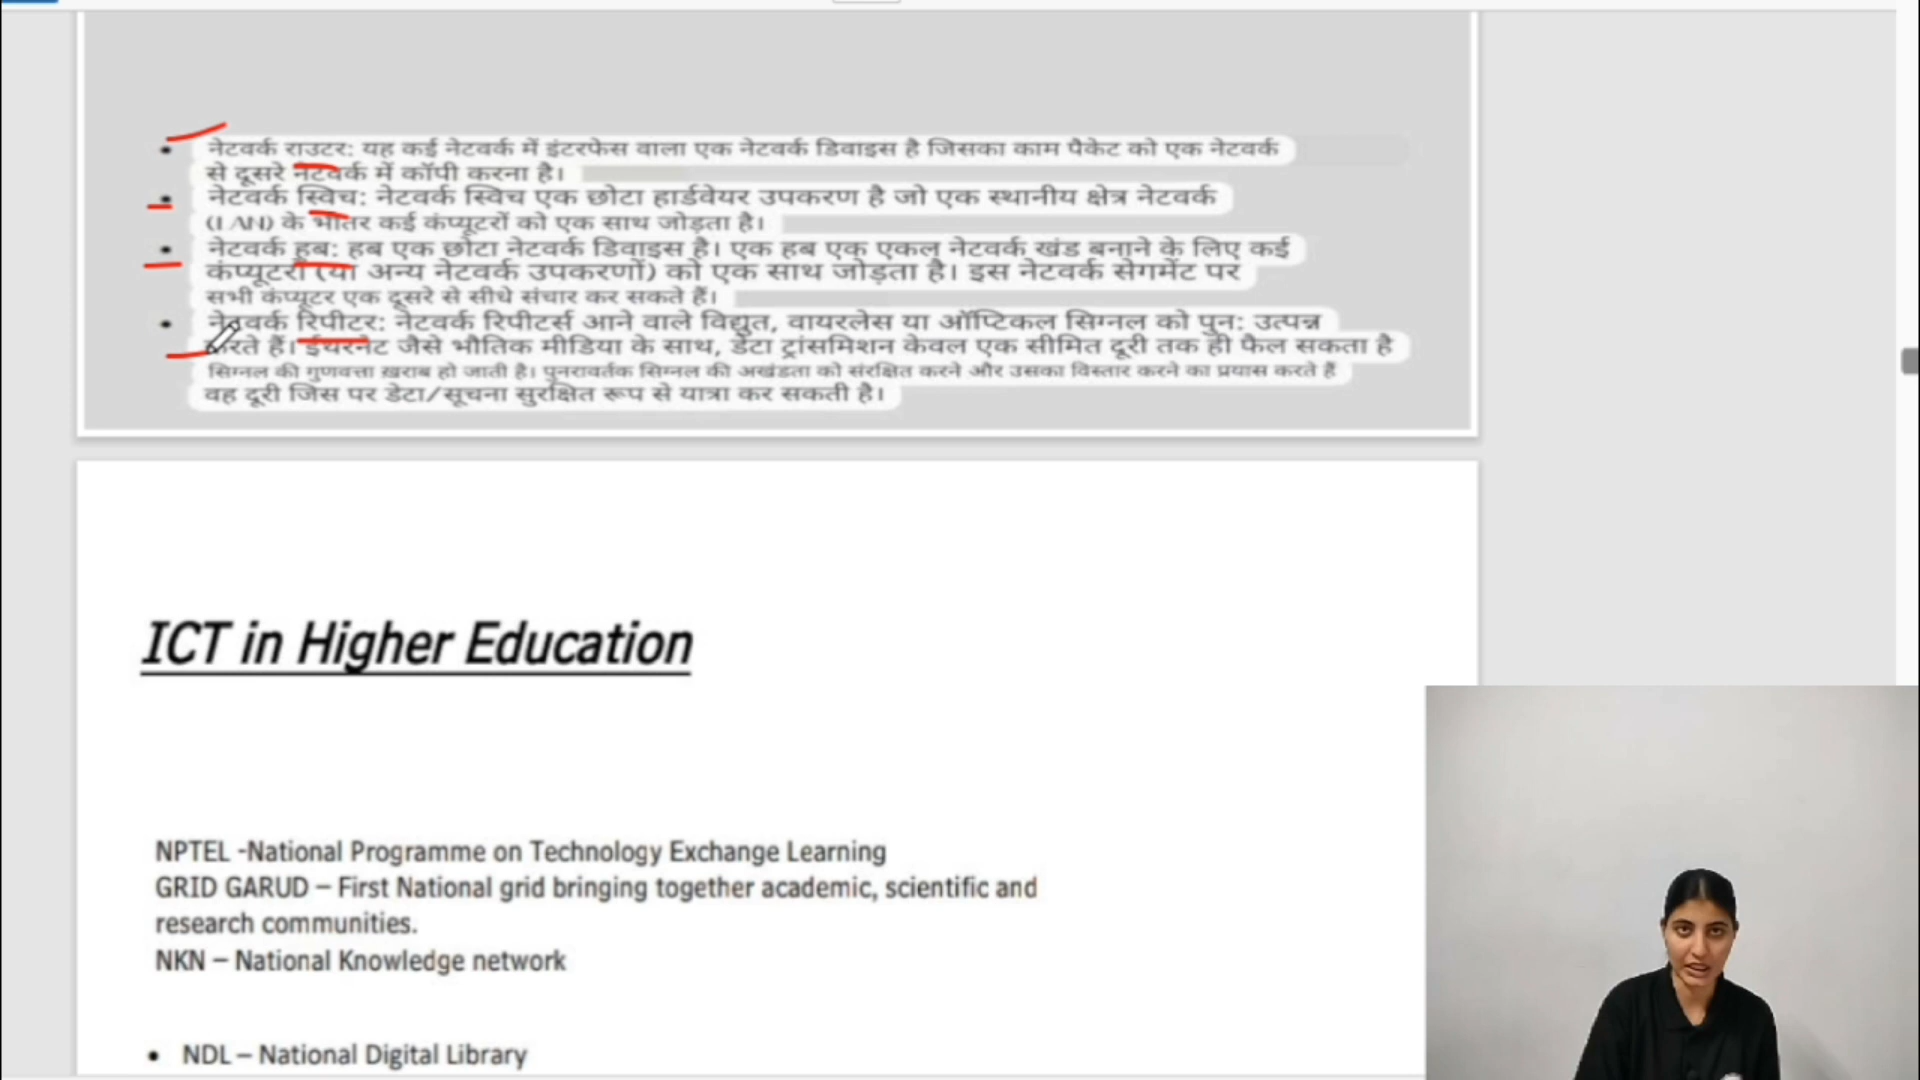 नेटवर्क राउटर: यह कई नेटवर्क में इंटरफेस वाला एक नेटवर्क डिवाइस है जिसका काम पैकेट को एक नेटवर्क
से दूसरे नेटवर्क में कॉपी करना है।
नेटवर्क स्विच: नेटवर्क स्विच एक छोटा हार्डवेयर उपकरण है जो एक स्थानीय क्षेत्र नेटवर्क
(LAN) के भीतर कई कंप्यूटरों को एक साथ जोड़ता है।
नेटवर्क हब: हब एक छोटा नेटवर्क डिवाइस है। एक हब एक एकल नेटवर्क खंड बनाने के लिए कई
कंप्यूटरों (या अन्य नेटवर्क उपकरणों) को एक साथ जोड़ता है। इस नेटवर्क सेगमेंट पर
सभी कंप्यूटर एक दूसरे से सीधे संचार कर सकते हैं।
नेटवर्क रिपीटर: नेटवर्क रिपीटर्स आने वाले विद्युत, वायरलेस या ऑप्टिकल सिग्नल को पुन: उत्पन्न
करते हैं। ईथरनेट जैसे भौतिक मीडिया के साथ, डेटा ट्रांसमिशन केवल एक सीमित दूरी तक ही फैल सकता है
सिग्नल की गुणवत्ता ख़राब हो जाती है। पुनरावर्तक सिग्नल की अखंडता को संरक्षित करने और उसका विस्तार करने का प्रयास करते हैं
वह दूरी जिस पर डेटा/सूचना सुरक्षित रूप से यात्रा कर सकती है।
ICT in Higher Education
NPTEL -National Programme on Technology Exchange Learning
GRID GARUD – First National grid bringing together academic, scientific and
research communities.
NKN – National Knowledge network
• NDL – National Digital Library